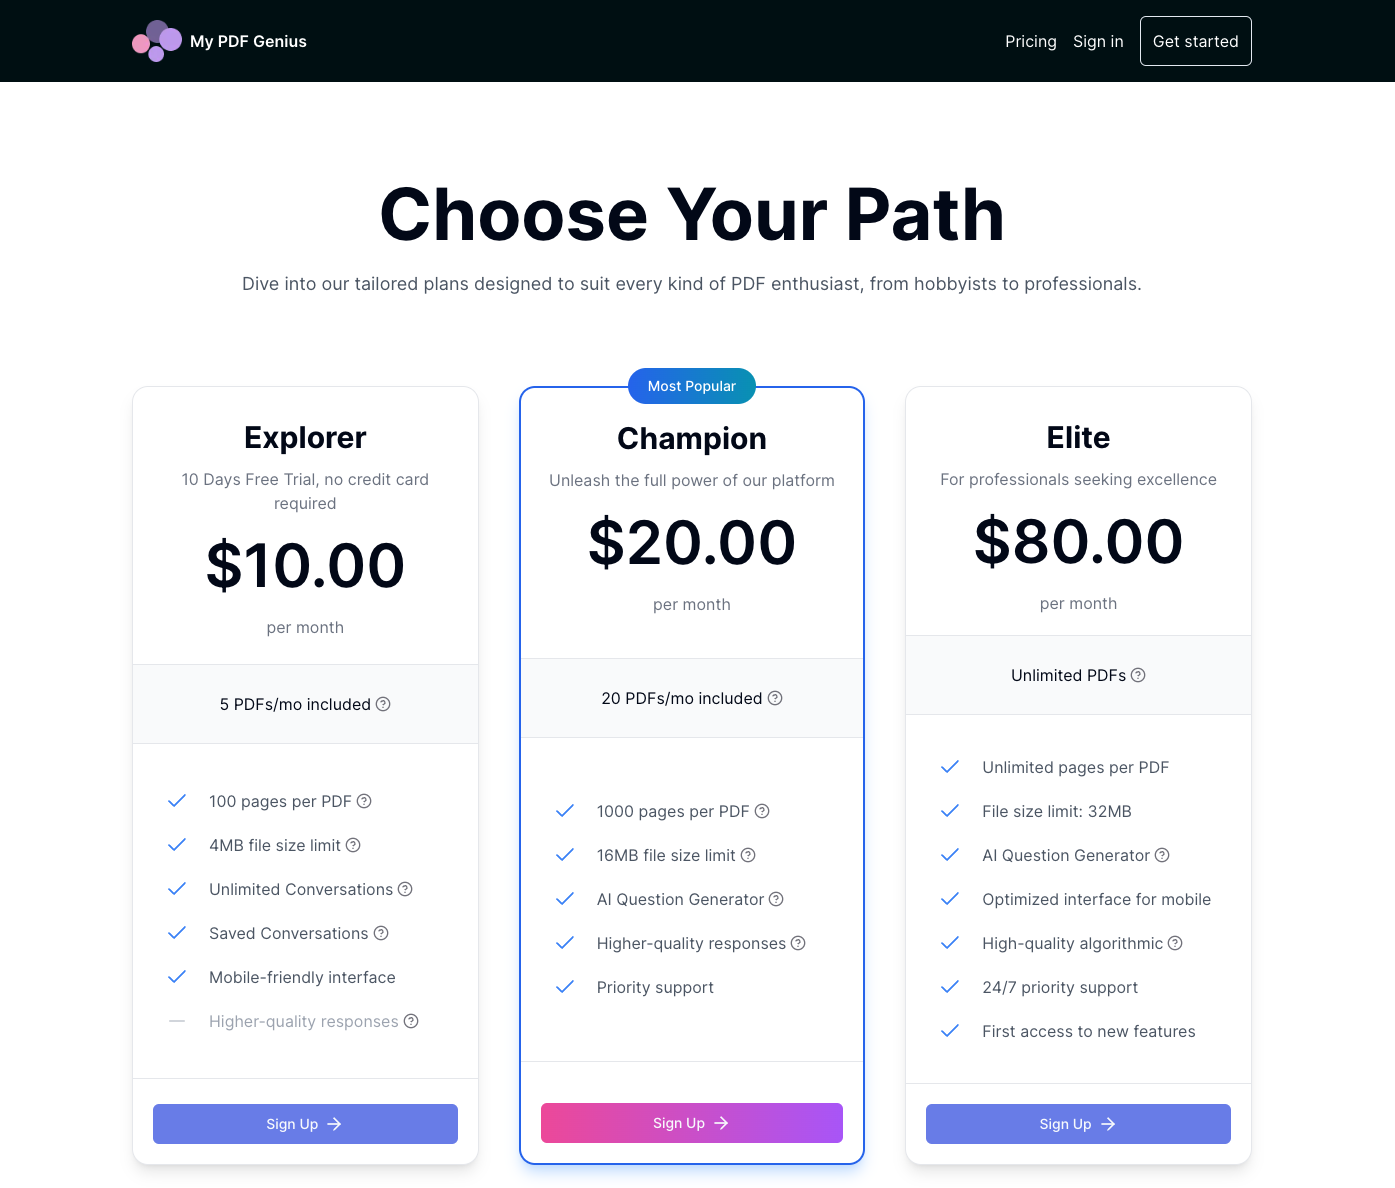 My PDF Genius
Pricing
Sign in
Get started
Choose Your Path
Dive into our tailored plans designed to suit every kind of PDF enthusiast, from hobbyists to professionals.
Explorer
10 Days Free Trial, no credit card
required
$10.00
per month
5 PDFs/mo included
100 pages per PDF
4MB file size limit
Unlimited Conversations
Saved Conversations
Mobile-friendly interface
Higher-quality responses
Sign Up
Most Popular
Champion
Unleash the full power of our platform
$20.00
per month
20 PDFs/mo included
1000 pages per PDF
16MB file size limit
AI Question Generator
Higher-quality responses
Priority support
Sign Up
Elite
For professionals seeking excellence
$80.00
per month
Unlimited PDFs
Unlimited pages per PDF
File size limit: 32MB
AI Question Generator
Optimized interface for mobile
High-quality algorithmic
24/7 priority support
First access to new features
Sign Up